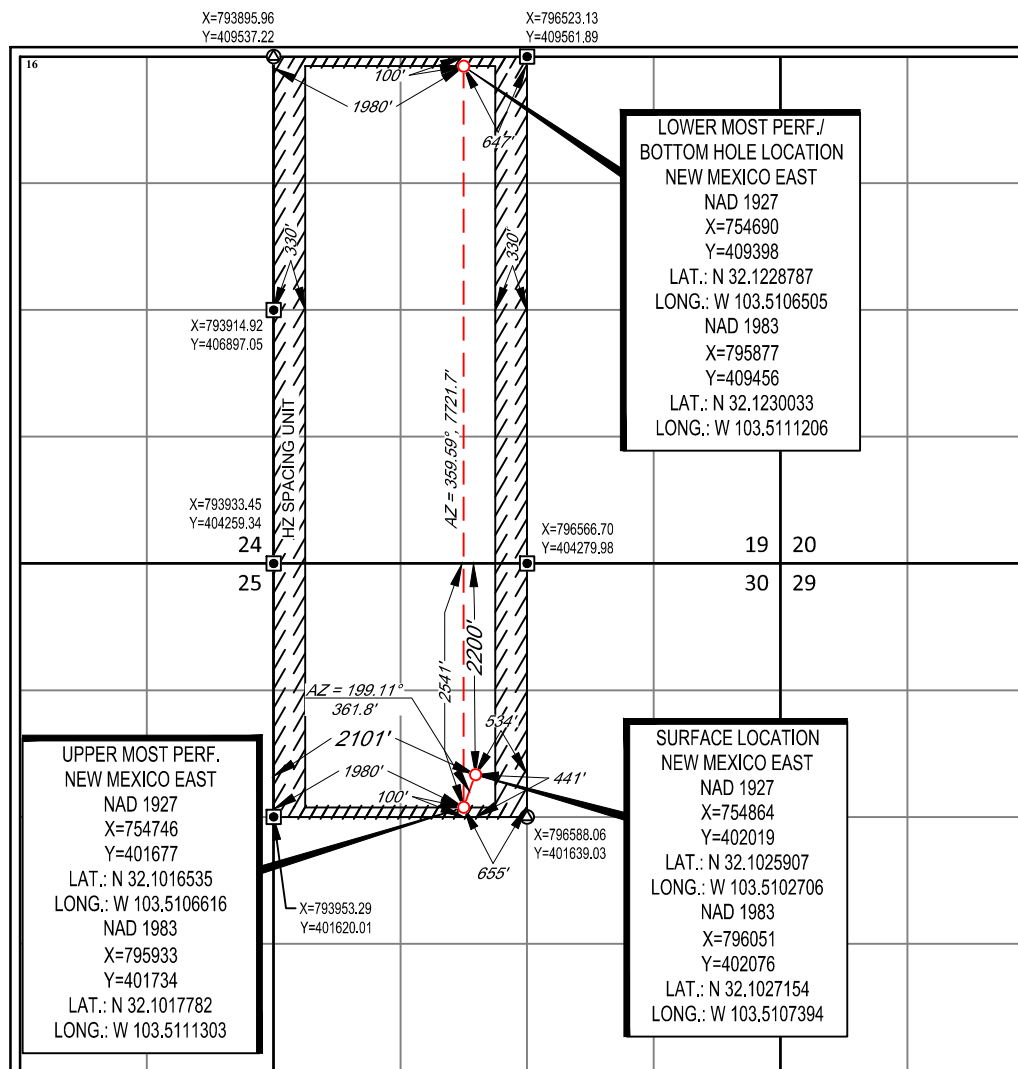 X=793895.96
Y=409537.22
X=796523.13
Y=409561.89
16
100'
1980'
647'
LOWER MOST PERF./
BOTTOM HOLE LOCATION
NEW MEXICO EAST
NAD 1927
X=754690
Y=409398
LAT.: N 32.1228787
LONG.: W 103.5106505
NAD 1983
X=795877
Y=409456
LAT.: N 32.1230033
LONG.: W 103.5111206
330'
330'
X=793914.92
Y=406897.05
AZ = 359.59°, 7721.7'
HZ SPACING UNIT
X=793933.45
Y=404259.34
X=796566.70
Y=404279.98
24
25
19 20
30 29
2541'
2200'
AZ = 199.11°
361.8'
534'
2101'
1980'
441'
100'
655'
X=796588.06
Y=401639.03
X=793953.29
Y=401620.01
UPPER MOST PERF.
NEW MEXICO EAST
NAD 1927
X=754746
Y=401677
LAT.: N 32.1016535
LONG.: W 103.5106616
NAD 1983
X=795933
Y=401734
LAT.: N 32.1017782
LONG.: W 103.5111303
SURFACE LOCATION
NEW MEXICO EAST
NAD 1927
X=754864
Y=402019
LAT.: N 32.1025907
LONG.: W 103.5102706
NAD 1983
X=796051
Y=402076
LAT.: N 32.1027154
LONG.: W 103.5107394